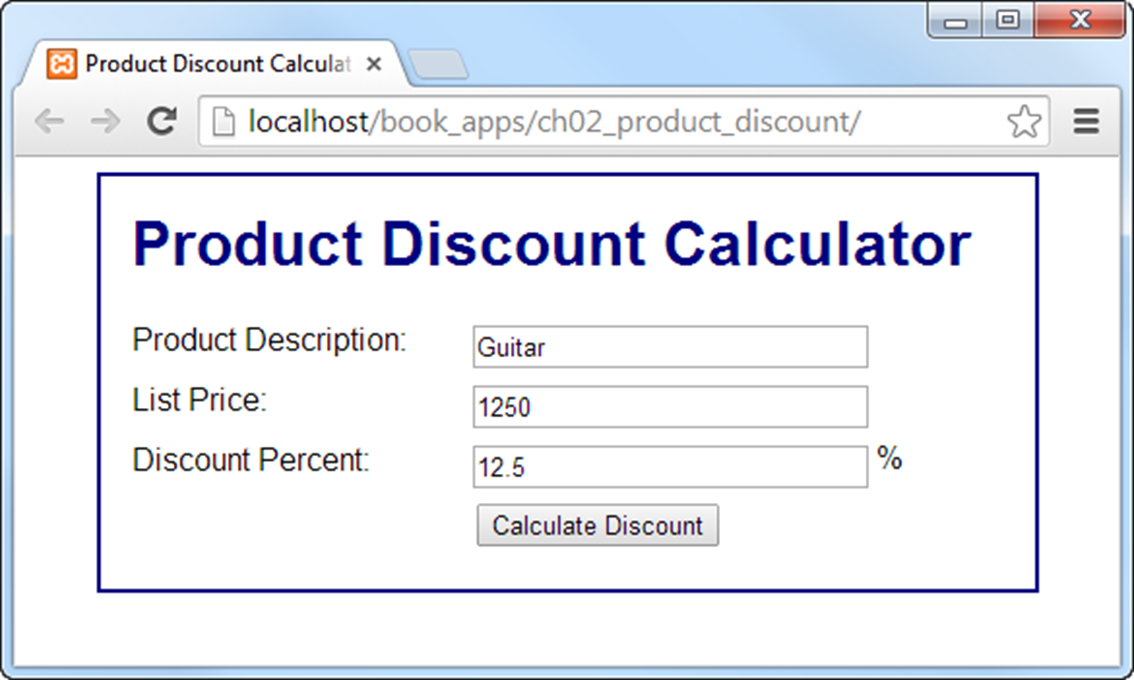 Product Discount Calculat
localhost/book_apps/ch02_product_discount/
Product Discount Calculator
Product Description: Guitar
List Price: 1250
Discount Percent: 12.5 %
Calculate Discount